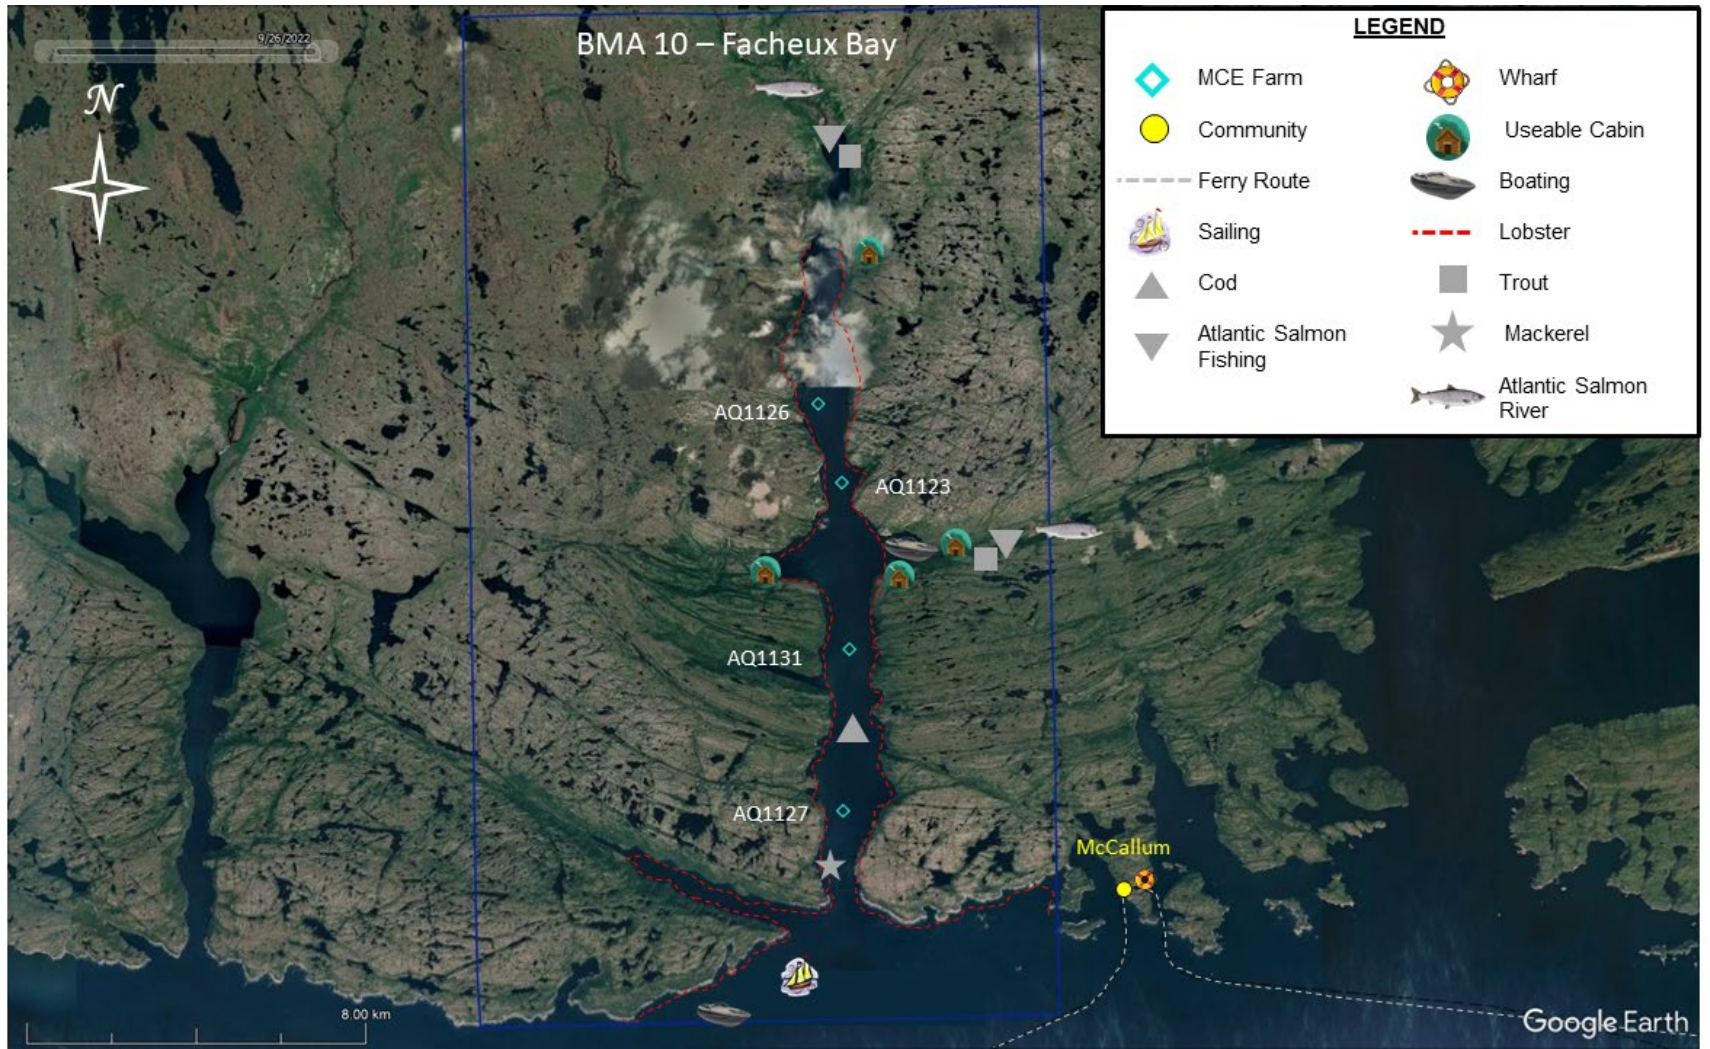 9/26/2022
BMA 10 – Facheux Bay
N
LEGEND
MCE Farm
Wharf
Community
Useable Cabin
Ferry Route
Boating
Sailing
Lobster
Cod
Trout
Atlantic Salmon
Fishing
Mackerel
Atlantic Salmon
River
AQ1126
AQ1123
AQ1131
AQ1127
McCallum
8.00 km
Google Earth